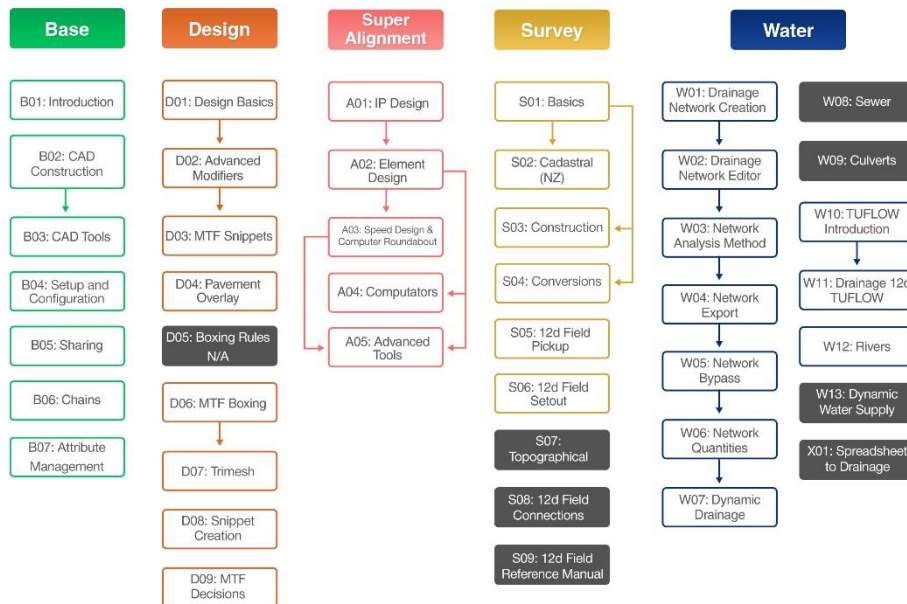 Base
B01: Introduction
B02: CAD
Construction
B03: CAD Tools
B04: Setup and
Configuration
B05: Sharing
B06: Chains
B07: Attribute
Management
Design
D01: Design Basics
D02: Advanced
Modifiers
D03: MTF Snippets
D04: Pavement
Overlay
D05: Boxing Rules
N/A
D06: MTF Boxing
D07: Trimesh
D08: Snippet
Creation
D09: MTF
Decisions
Super
Alignment
A01: IP Design
A02: Element
Design
A03: Speed Design &
Computer Roundabout
A04: Computators
A05: Advanced
Tools
Survey
S01: Basics
S02: Cadastral
(NZ)
S03: Construction
S04: Conversions
S05: 12d Field
Pickup
S06: 12d Field
Setout
S07:
Topographical
S08: 12d Field
Connections
S09: 12d Field
Reference Manual
Water
W01: Drainage
Network Creation
W02: Drainage
Network Editor
W03: Network
Analysis Method
W04: Network
Export
W05: Network
Bypass
W06: Network
Quantities
W07: Dynamic
Drainage
W08: Sewer
W09: Culverts
W10: TUFLOW
Introduction
W11: Drainage 12d
TUFLOW
W12: Rivers
W13: Dynamic
Water Supply
X01: Spreadsheet
to Drainage